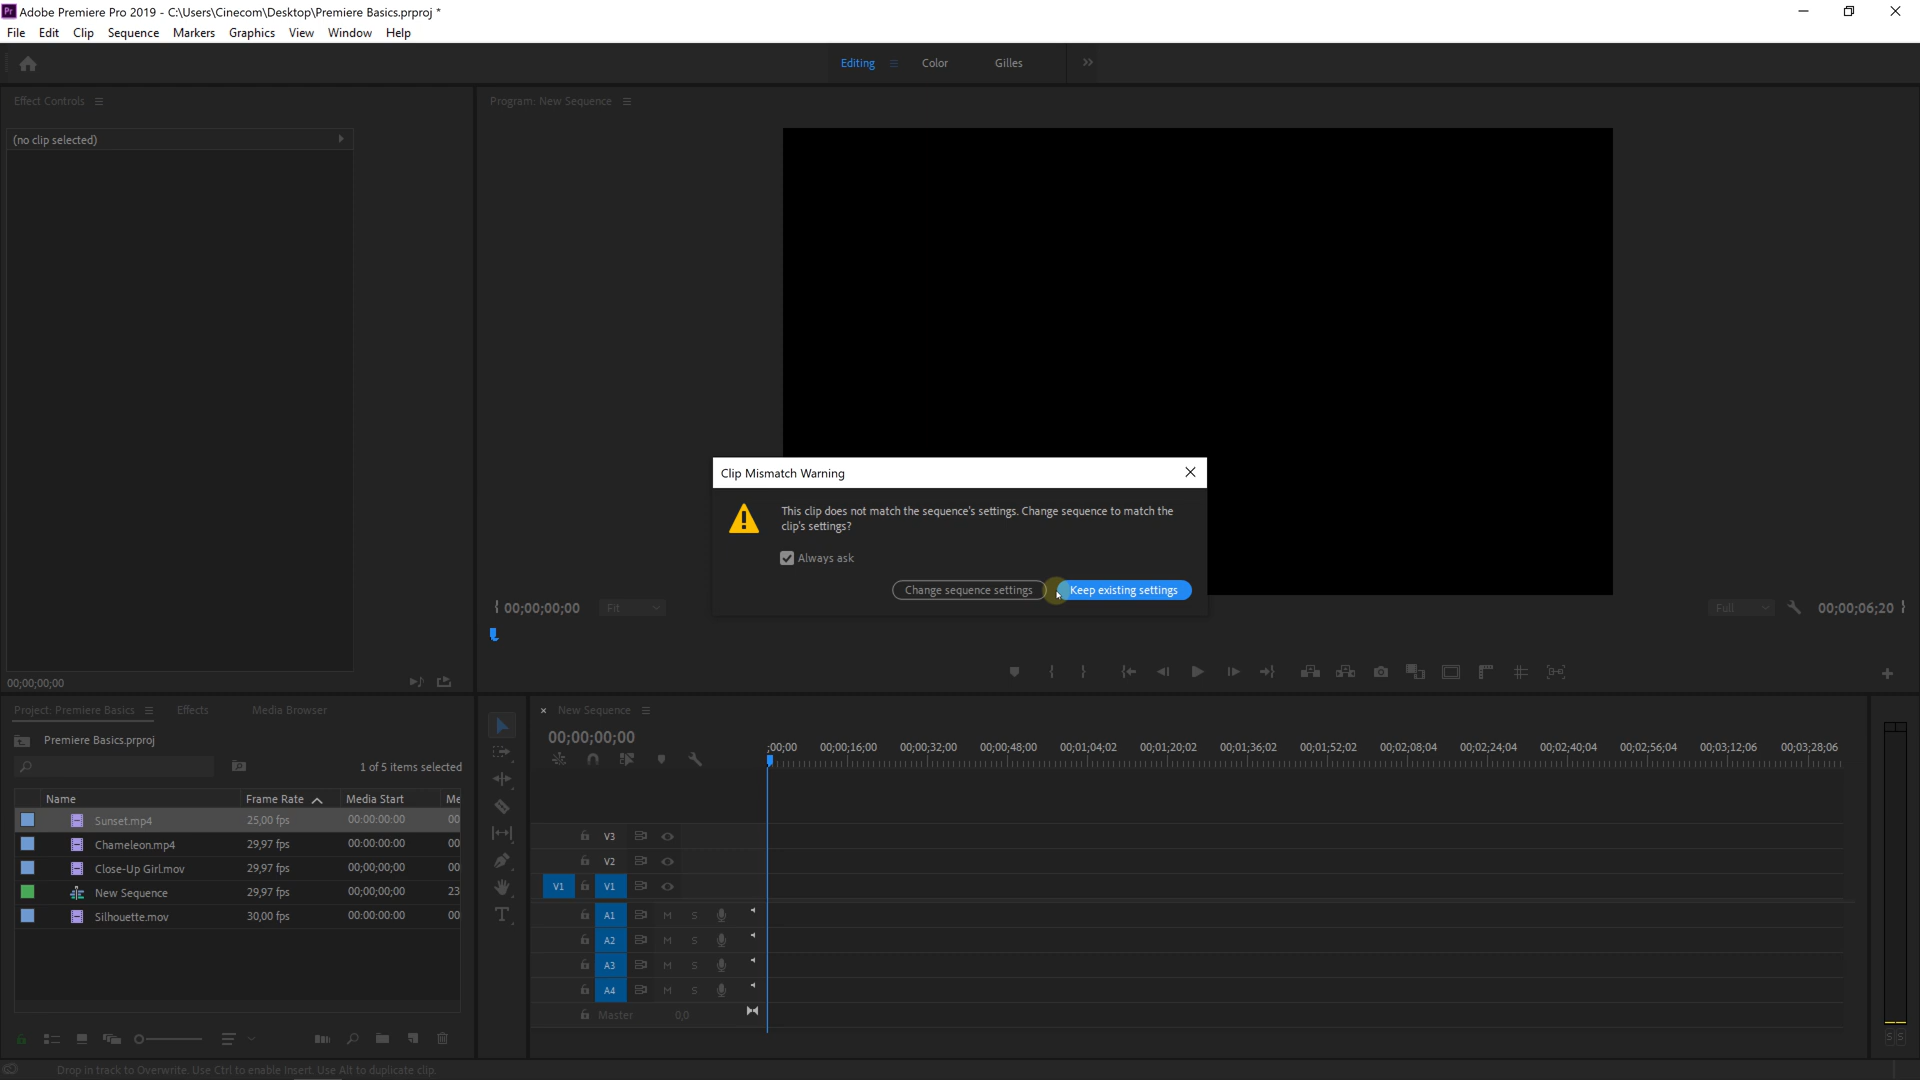 Pr Adobe Premiere Pro 2019 - C:\Users\Cinecom\Desktop\Premiere Basics.prproj *
File Edit Clip Sequence Markers Graphics View Window Help
Editing Color Gilles
Effect Controls
Program: New Sequence
(no clip selected)
Clip Mismatch Warning
This clip does not match the sequence's settings. Change sequence to match the
clip's settings?
Always ask
Change sequence settings Keep existing settings
00;00;00;00 Fit Full 00;00;06;20
00;00;00;00
Project: Premiere Basics Effects Media Browser
Premiere Basics.prproj
1 of 5 items selected
Name Frame Rate Media Start Me
Sunset.mp4 25,00 fps 00:00:00:00 00
Chameleon.mp4 29,97 fps 00:00:00:00 00
Close-Up Girl.mov 29,97 fps 00;00;00;00 00
New Sequence 29,97 fps 00;00;00;00 23
Silhouette.mov 30,00 fps 00:00:00:00 00
× New Sequence
00;00;00;00
;00;00 00;00;16;00 00;00;32;00 00;00;48;00 00;01;04;02 00;01;20;02 00;01;36;02 00;01;52;02 00;02;08;04 00;02;24;04 00;02;40;04 00;02;56;04 00;03;12;06 00;03;28;06
V3
V2
V1 V1
A1 M S
A2 M S
A3 M S
A4 M S
Master 0,0
S S
Drop in track to Overwrite. Use Ctrl to enable Insert. Use Alt to duplicate clip.